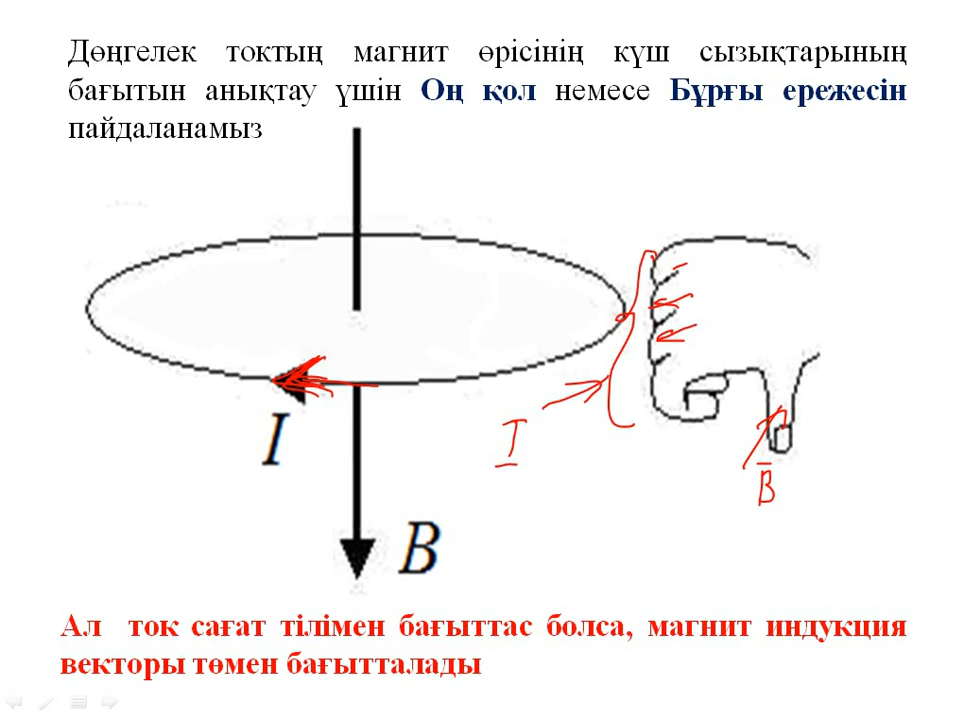 Дөңгелек токтың магнит өрісінің күш сызықтарының
бағытын анықтау үшін Оң қол немесе Бұрғы ережесін
пайдаланамыз
I
I
B
B
Ал ток сағат тілімен бағыттас болса, магнит индукция
векторы төмен бағытталады